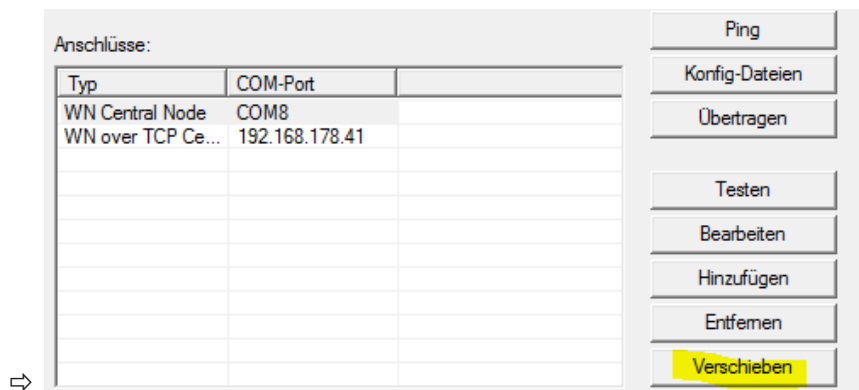 Anschlüsse:
Typ COM-Port
WN Central Node COM8
WN over TCP Ce... 192.168.178.41
Ping
Konfig-Dateien
Übertragen
Testen
Bearbeiten
Hinzufügen
Entfernen
Verschieben
⇨